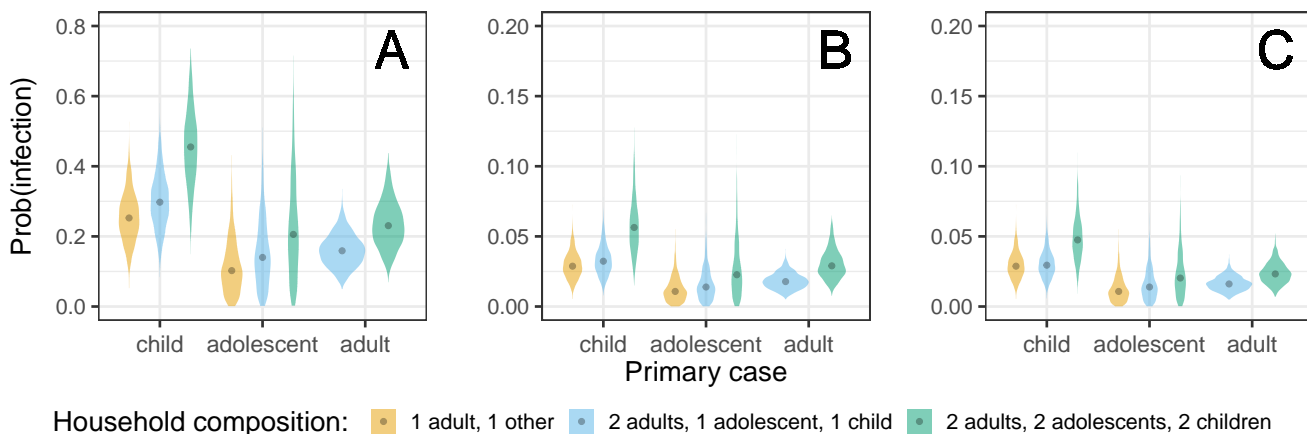 A
B
C
Prob(infection)
0.8
0.6
0.4
0.2
0.0
0.20
0.15
0.10
0.05
0.00
0.20
0.15
0.10
0.05
0.00
child adolescent adult
child adolescent adult
child adolescent adult
Primary case
Household composition: 1 adult, 1 other 2 adults, 1 adolescent, 1 child 2 adults, 2 adolescents, 2 children